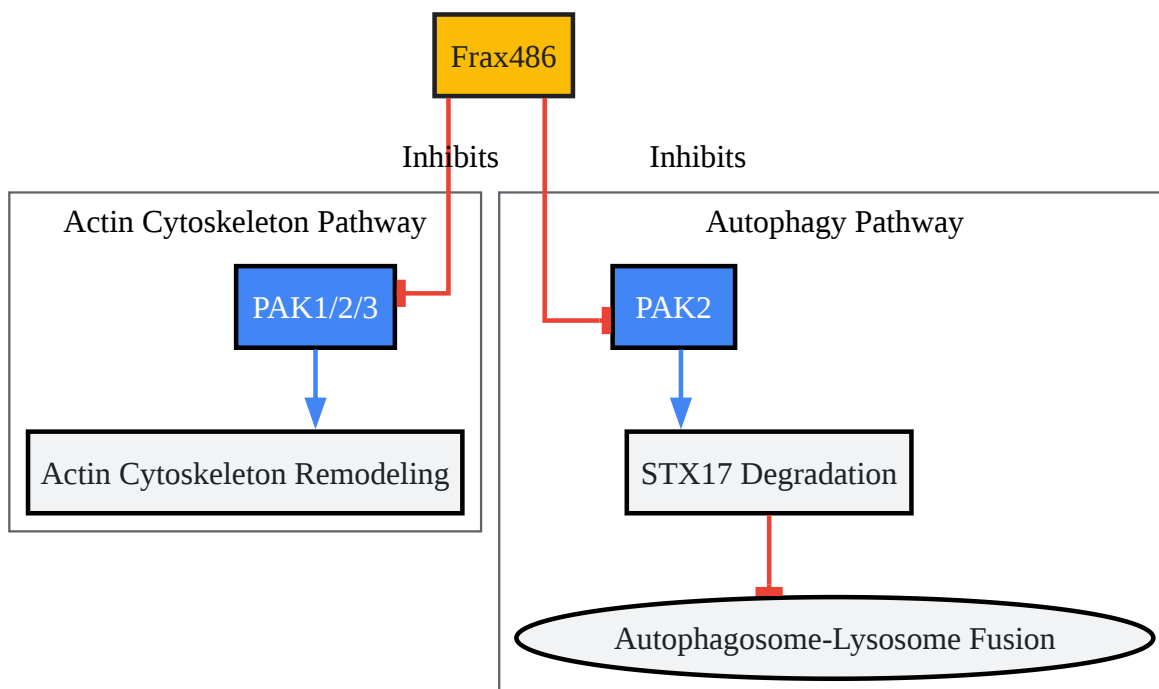 Frax486
Inhibits
Inhibits
Actin Cytoskeleton Pathway
Autophagy Pathway
PAK1/2/3
PAK2
Actin Cytoskeleton Remodeling
STX17 Degradation
Autophagosome-Lysosome Fusion